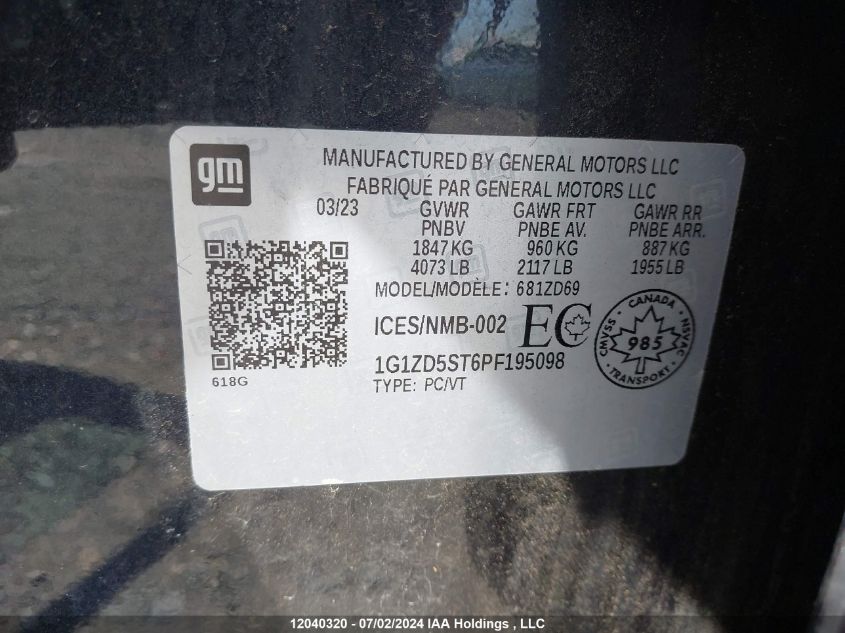 gm
MANUFACTURED BY GENERAL MOTORS LLC
FABRIQUÉ PAR GENERAL MOTORS LLC
03/23 GVWR GAWR FRT GAWR RR
PNBV PNBE AV. PNBE ARR.
1847 KG 960 KG 887 KG
4073 LB 2117 LB 1955 LB
MODEL/MODÈLE: 681ZD69
ICES/NMB-002 EC
CANADA
CMVSS 985 NSVAC
TRANSPORT
1G1ZD5ST6PF195098
618G
TYPE: PC/VT
12040320 - 07/02/2024 IAA Holdings , LLC